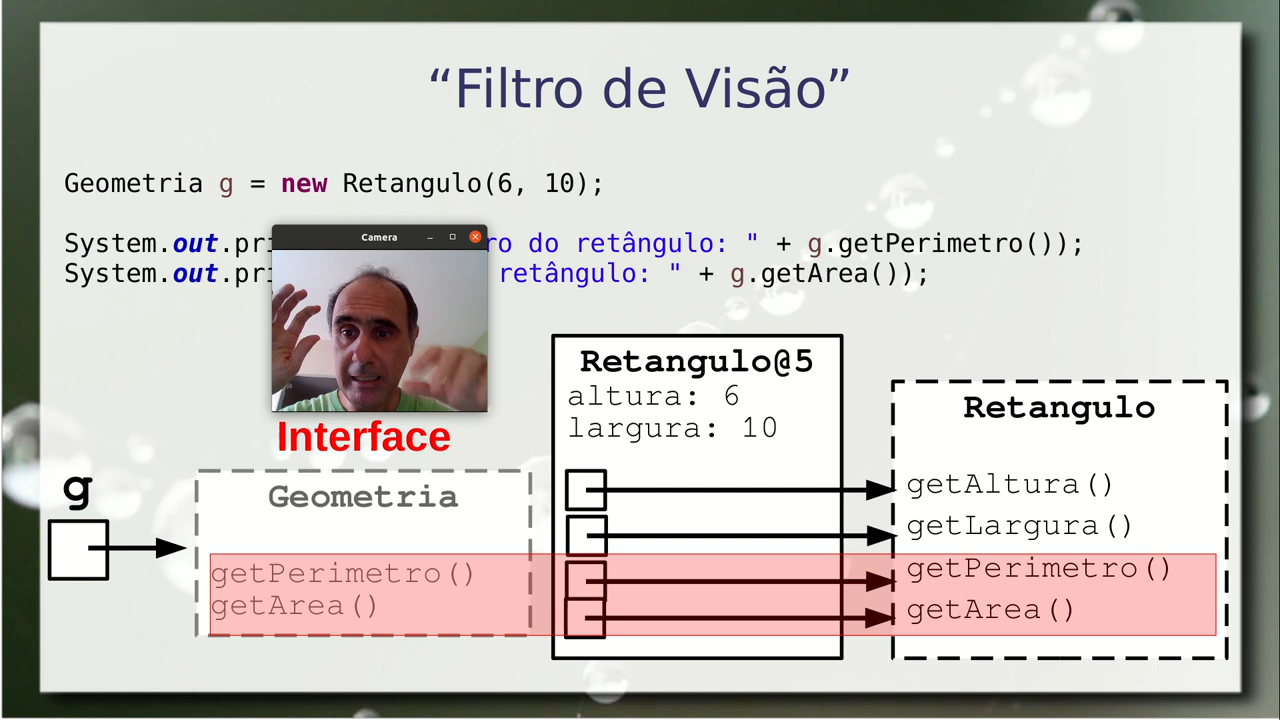 “Filtro de Visão”
Geometria g = new Retangulo(6, 10);
System.out.pri ro do retângulo: " + g.getPerimetro());
System.out.pri retângulo: " + g.getArea());
Camera
Interface
g
Geometria
getPerimetro()
getArea()
Retangulo@5
altura: 6
largura: 10
Retangulo
getAltura()
getLargura()
getPerimetro()
getArea()